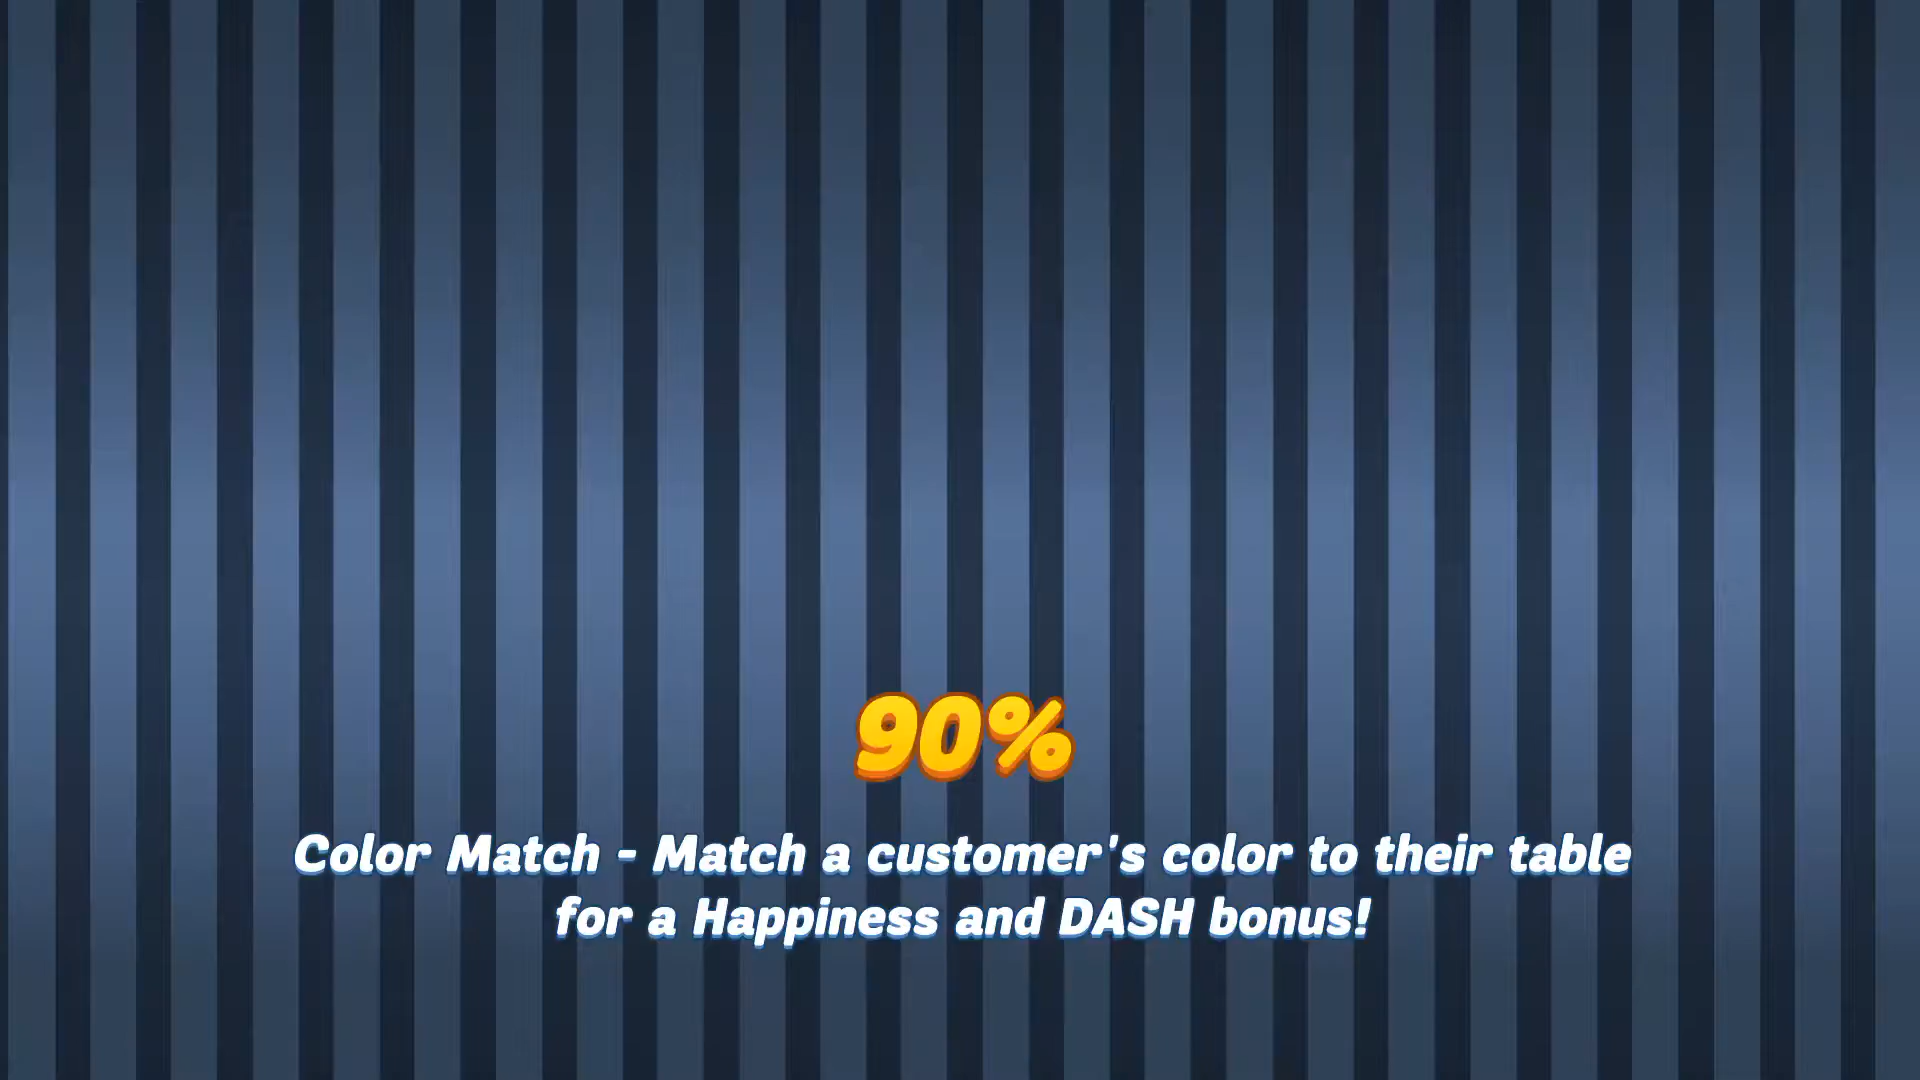 90%
Color Match - Match a customer's color to their table
for a Happiness and DASH bonus!